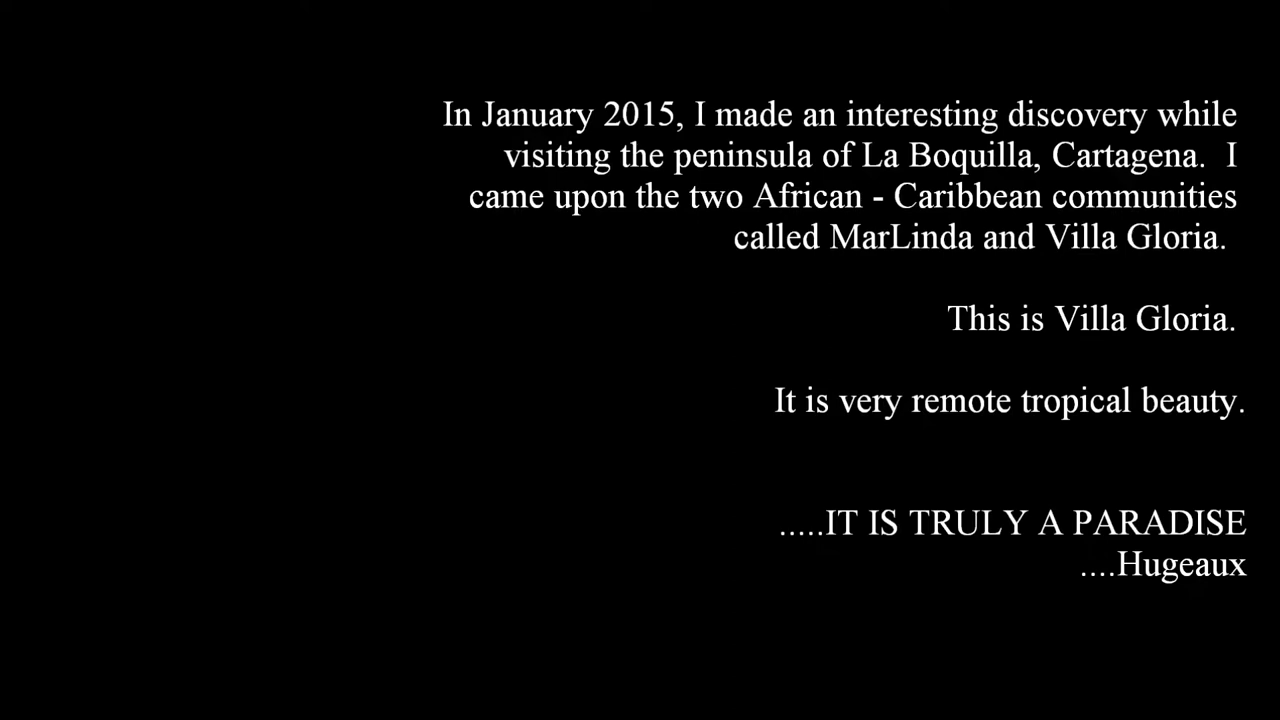 In January 2015, I made an interesting discovery while
visiting the peninsula of La Boquilla, Cartagena.  I
came upon the two African - Caribbean communities
called MarLinda and Villa Gloria.
This is Villa Gloria.
It is very remote tropical beauty.
.....IT IS TRULY A PARADISE
....Hugeaux